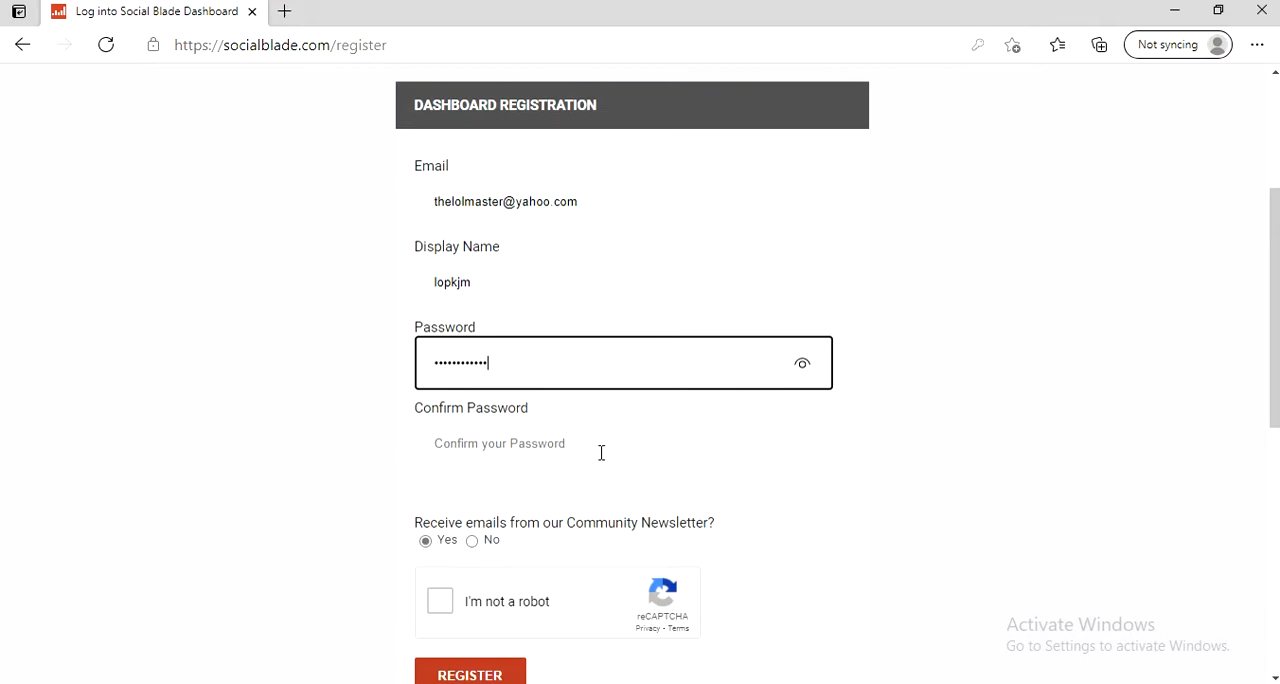 Log into Social Blade Dashboard
https://socialblade.com/register
Not syncing
DASHBOARD REGISTRATION
Email
thelolmaster@yahoo.com
Display Name
lopkjm
Password
••••••••••••
Confirm Password
Confirm your Password
Receive emails from our Community Newsletter?
Yes No
I'm not a robot
reCAPTCHA
Privacy - Terms
REGISTER
Activate Windows
Go to Settings to activate Windows.